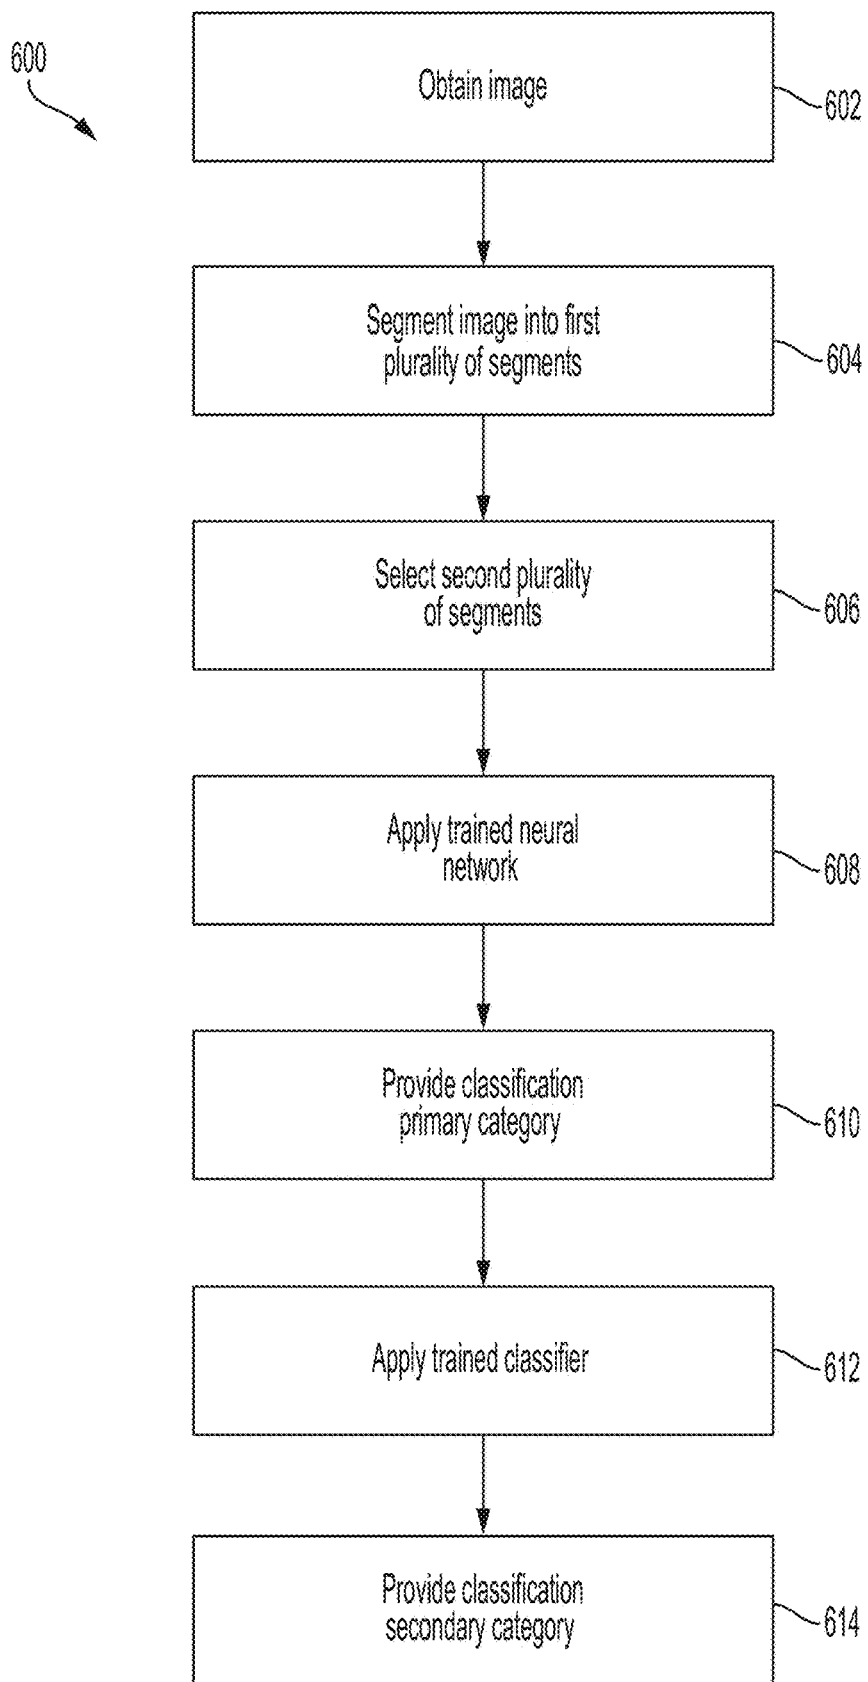 600
Obtain image
602
Segment image into first
plurality of segments
604
Select second plurality
of segments
606
Apply trained neural
network
608
Provide classification
primary category
610
Apply trained classifier
612
Provide classification
secondary category
614